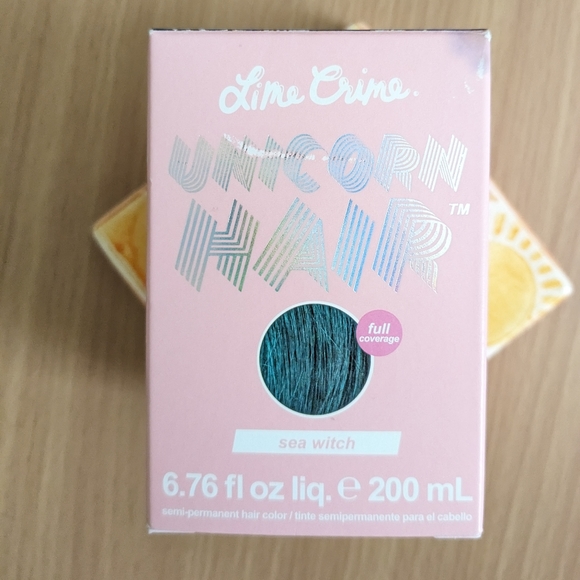 Lime Crime.
UNICORN
HAIR™
full
coverage
sea witch
6.76 fl oz liq. ℮ 200 mL
semi-permanent hair color / tinte semipermanente para el cabello